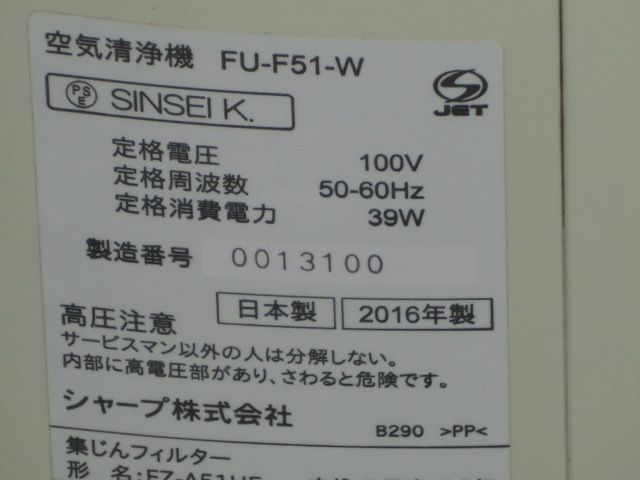 空気清浄機 FU-F51-W
PSE SINSEI K.
JET
定格電圧 100V
定格周波数 50-60Hz
定格消費電力 39W
製造番号 0013100
日本製 2016年製
高圧注意
サービスマン以外の人は分解しない。
内部に高電圧部があり、さわると危険です。
シャープ株式会社 B290 >PP<
集じんフィルター
形 名:FZ-A51HF